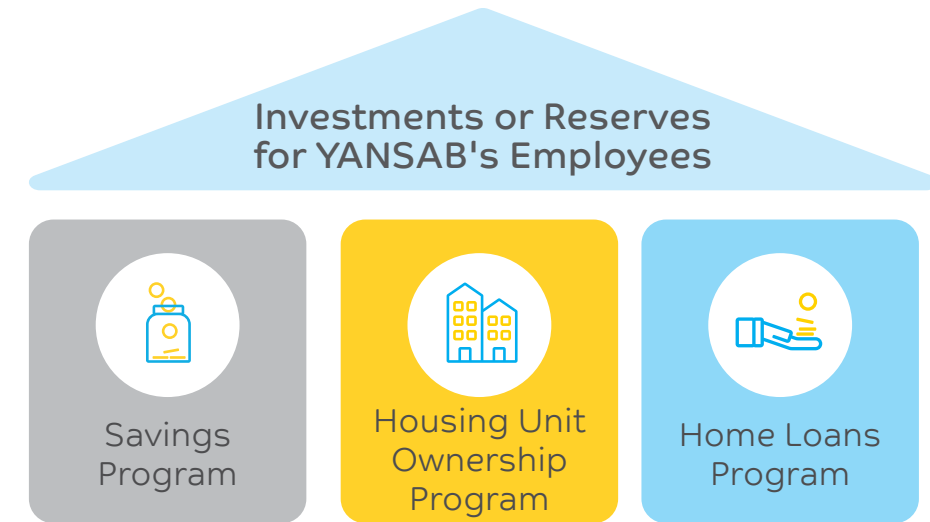 Investments or Reserves
for YANSAB's Employees
Savings
Program
Housing Unit
Ownership
Program
Home Loans
Program